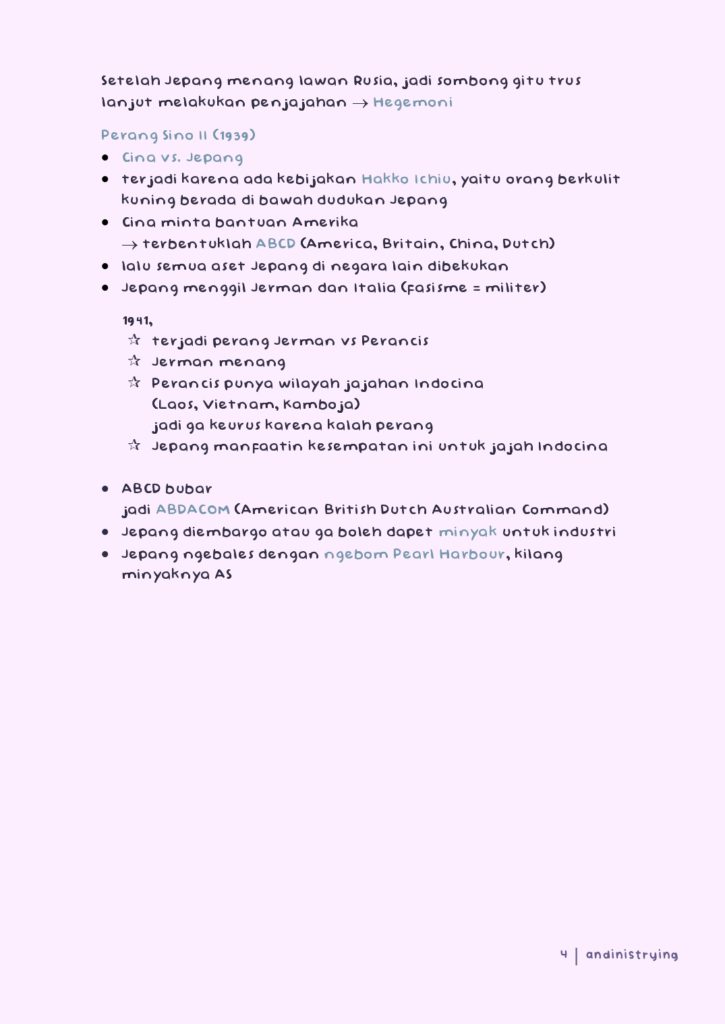 Setelah Jepang menang lawan Rusia, jadi sombong gitu trus
lanjut melakukan penjajahan → Hegemoni
Perang Sino II (1939)
• Cina vs. Jepang
• terjadi karena ada kebijakan Hakko Ichiu, yaitu orang berkulit
kuning berada di bawah dudukan Jepang
• Cina minta bantuan Amerika
→ terbentuklah ABCD (America, Britain, China, Dutch)
• lalu semua aset Jepang di negara lain dibekukan
• Jepang menggil Jerman dan Italia (fasisme = militer)
1941,
☆ terjadi perang Jerman vs Perancis
☆ Jerman menang
☆ Perancis punya wilayah jajahan Indocina
(Laos, Vietnam, Kamboja)
jadi ga keurus karena kalah perang
☆ Jepang manfaatin kesempatan ini untuk jajah Indocina
• ABCD bubar
jadi ABDACOM (American British Dutch Australian Command)
• Jepang diembargo atau ga boleh dapet minyak untuk industri
• Jepang ngebales dengan ngebom Pearl Harbour, kilang
minyaknya AS
4 | andinistrying